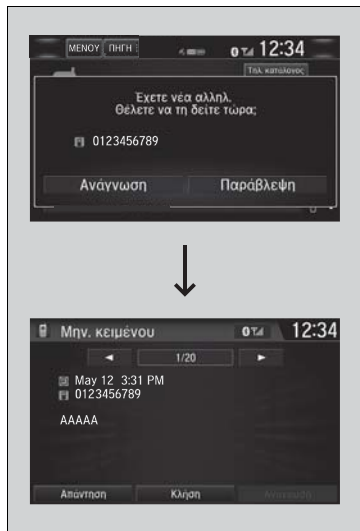 ΜΕΝΟΥ ΠΗΓΗ 12:34
Τηλ. κατάλογος
Έχετε νέα αλληλ.
Θέλετε να τη δείτε τώρα;
0123456789
Ανάγνωση Παράβλεψη
Μην. κειμένου 12:34
1/20
May 12 3:31 PM
0123456789
AAAAA
Απάντηση Κλήση